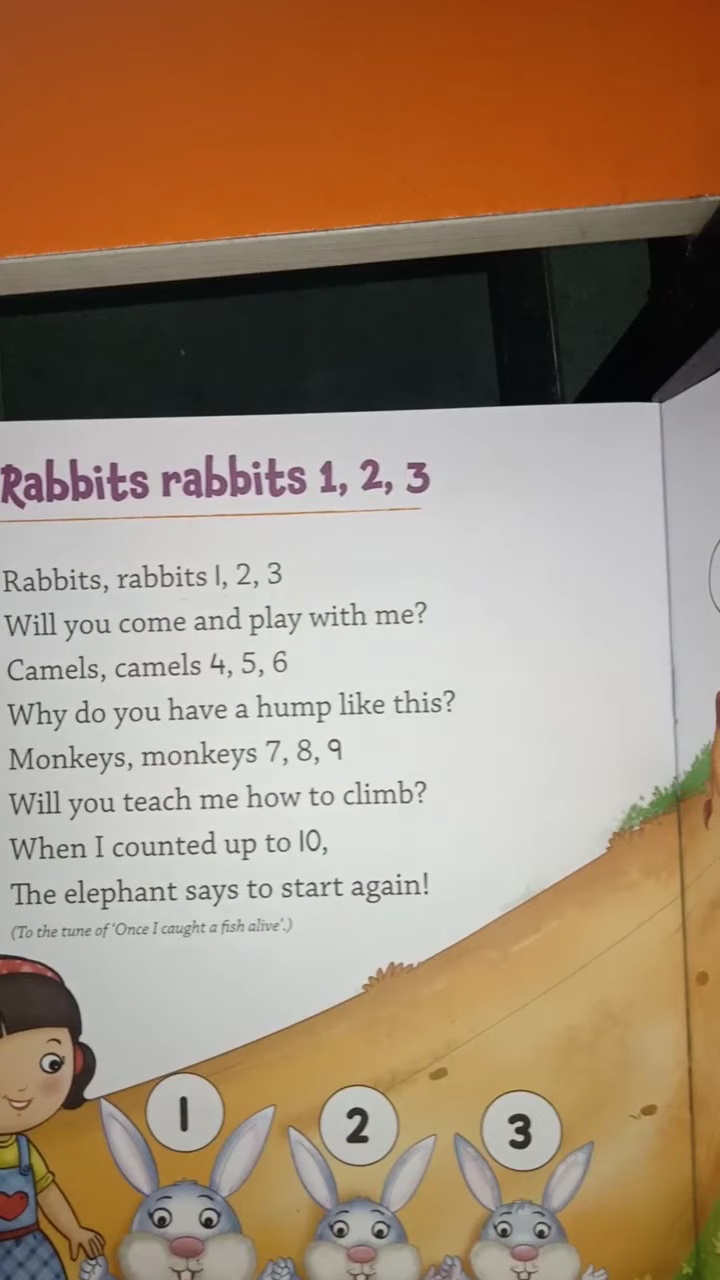 Rabbits rabbits 1, 2, 3
Rabbits, rabbits 1, 2, 3
Will you come and play with me?
Camels, camels 4, 5, 6
Why do you have a hump like this?
Monkeys, monkeys 7, 8, 9
Will you teach me how to climb?
When I counted up to 10,
The elephant says to start again!
(To the tune of 'Once I caught a fish alive'.)
1 2 3